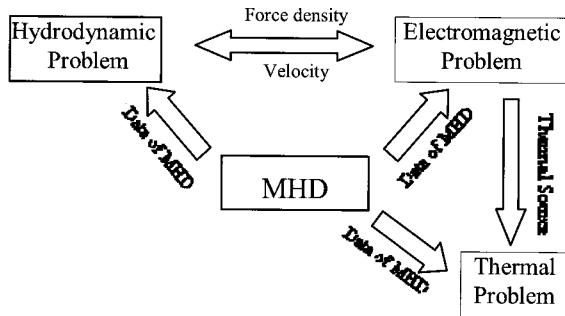 Force density
Hydrodynamic
Problem
Electromagnetic
Problem
Velocity
Data of MHD
Data of MHD
Thermal Source
MHD
Data of MHD
Thermal
Problem